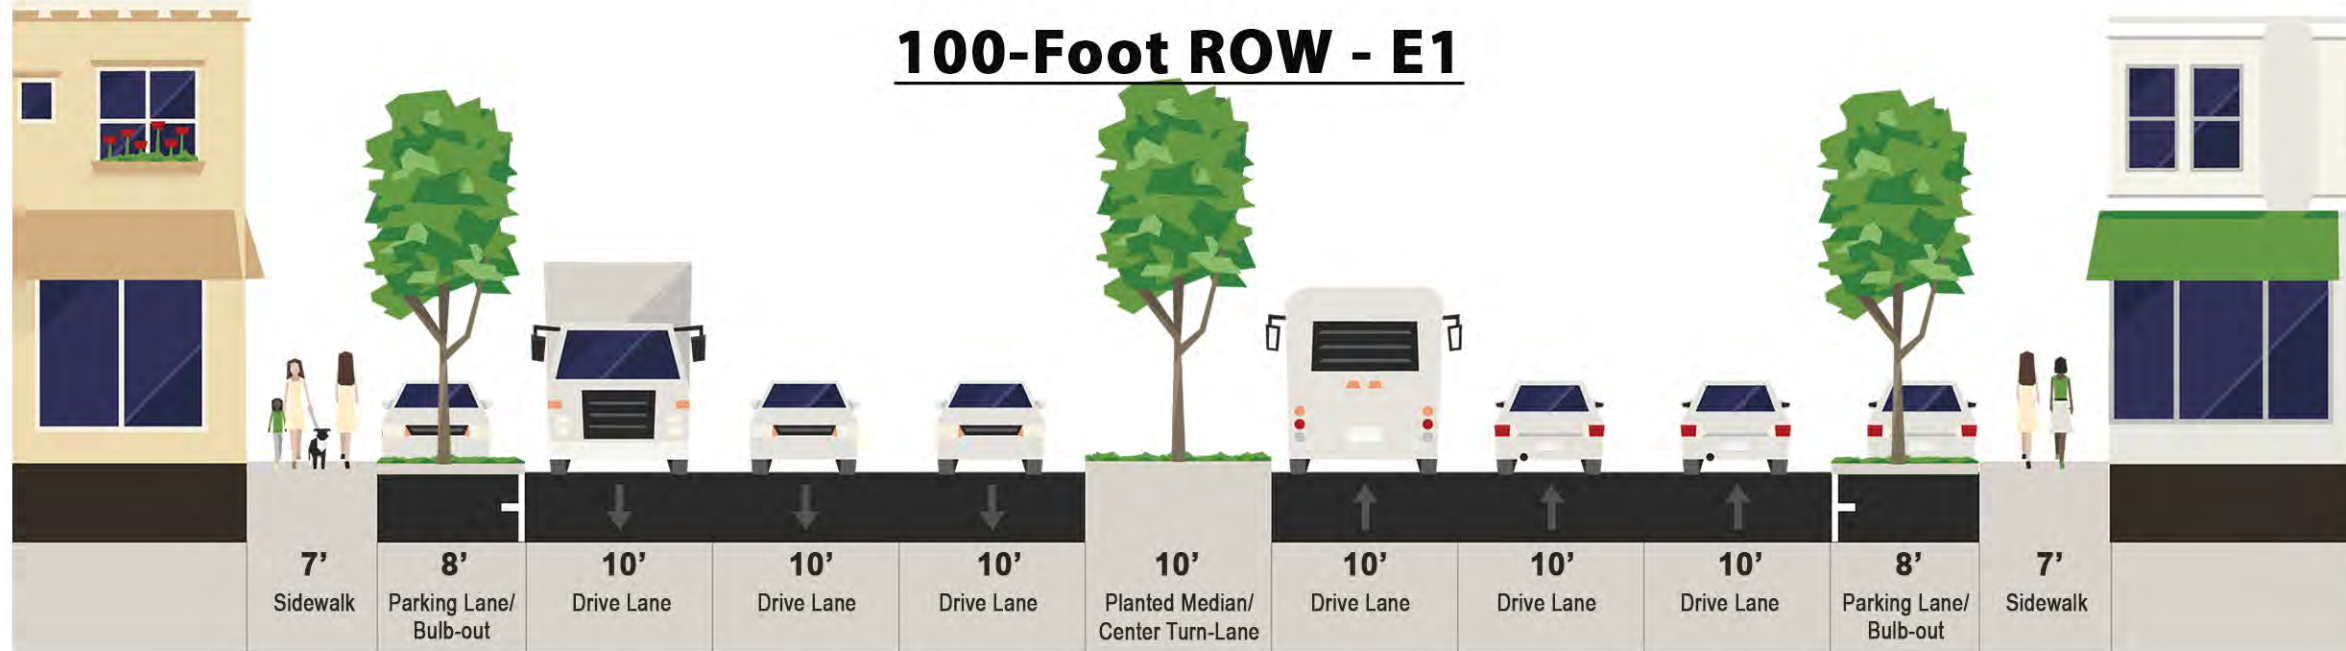 100-Foot ROW - E1
7’
Sidewalk
8’
Parking Lane/
Bulb-out
10’
Drive Lane
10’
Drive Lane
10’
Drive Lane
10’
Planted Median/
Center Turn-Lane
10’
Drive Lane
10’
Drive Lane
10’
Drive Lane
8’
Parking Lane/
Bulb-out
7’
Sidewalk